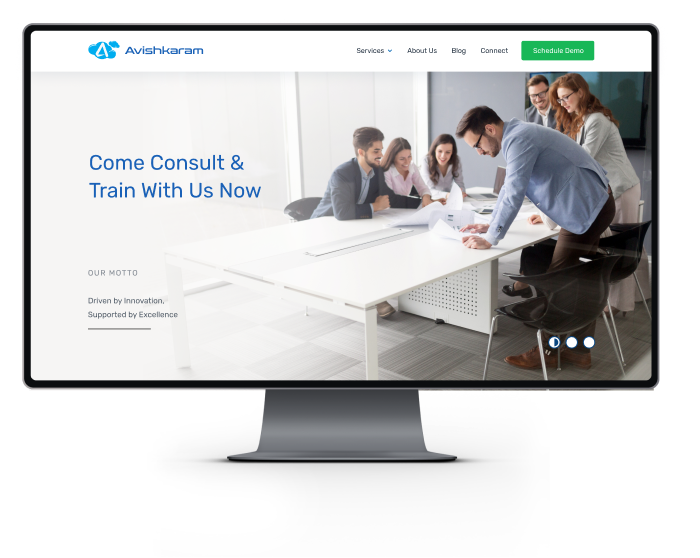 Avishkaram
Services
About Us
Blog
Connect
Schedule Demo
Come Consult &
Train With Us Now
OUR MOTTO
Driven by Innovation,
Supported by Excellence